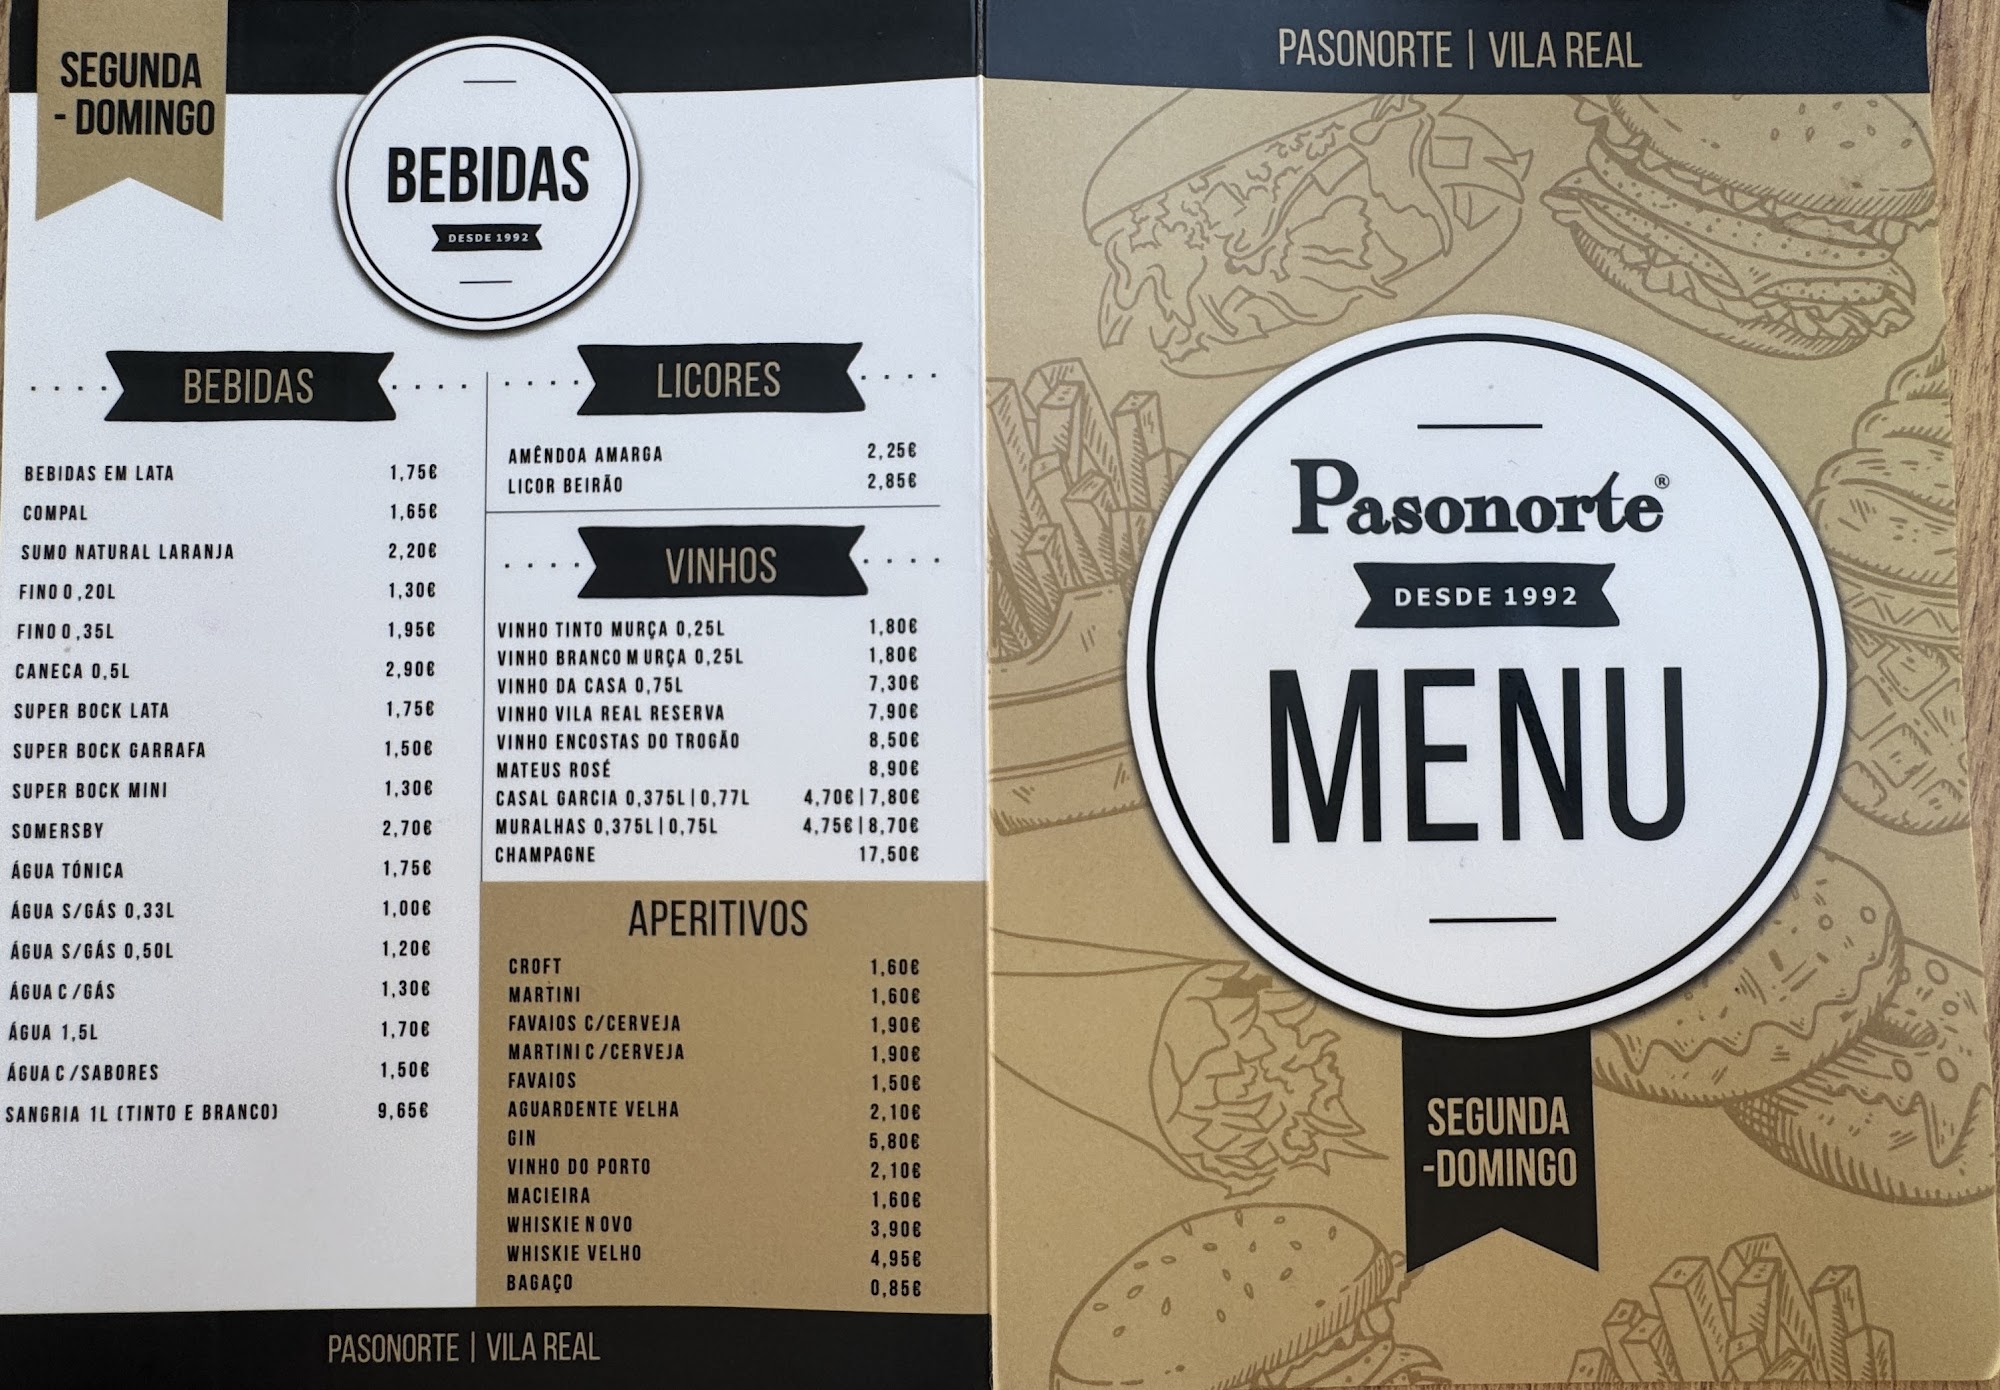 SEGUNDA
- DOMINGO
BEBIDAS
DESDE 1992
BEBIDAS
BEBIDAS EM LATA 1,75€
COMPAL 1,65€
SUMO NATURAL LARANJA 2,20€
FINO 0,20L 1,30€
FINO 0,35L 1,95€
CANECA 0,5L 2,90€
SUPER BOCK LATA 1,75€
SUPER BOCK GARRAFA 1,50€
SUPER BOCK MINI 1,30€
SOMERSBY 2,70€
ÁGUA TÓNICA 1,75€
ÁGUA S/GÁS 0,33L 1,00€
ÁGUA S/GÁS 0,50L 1,20€
ÁGUA C/GÁS 1,30€
ÁGUA 1,5L 1,70€
ÁGUA C/SABORES 1,50€
SANGRIA 1L (TINTO E BRANCO) 9,65€
LICORES
AMÊNDOA AMARGA 2,25€
LICOR BEIRÃO 2,85€
VINHOS
VINHO TINTO MURÇA 0,25L 1,80€
VINHO BRANCO MURÇA 0,25L 1,80€
VINHO DA CASA 0,75L 7,30€
VINHO VILA REAL RESERVA 7,90€
VINHO ENCOSTAS DO TROGÃO 8,50€
MATEUS ROSÉ 8,90€
CASAL GARCIA 0,375L|0,77L 4,70€|7,80€
MURALHAS 0,375L|0,75L 4,75€|8,70€
CHAMPAGNE 17,50€
APERITIVOS
CROFT 1,60€
MARTINI 1,60€
FAVAIOS C/CERVEJA 1,90€
MARTINI C/CERVEJA 1,90€
FAVAIOS 1,50€
AGUARDENTE VELHA 2,10€
GIN 5,80€
VINHO DO PORTO 2,10€
MACIEIRA 1,60€
WHISKIE NOVO 3,90€
WHISKIE VELHO 4,95€
BAGAÇO 0,85€
PASONORTE | VILA REAL
PASONORTE | VILA REAL
Pasonorte®
DESDE 1992
MENU
SEGUNDA
-DOMINGO